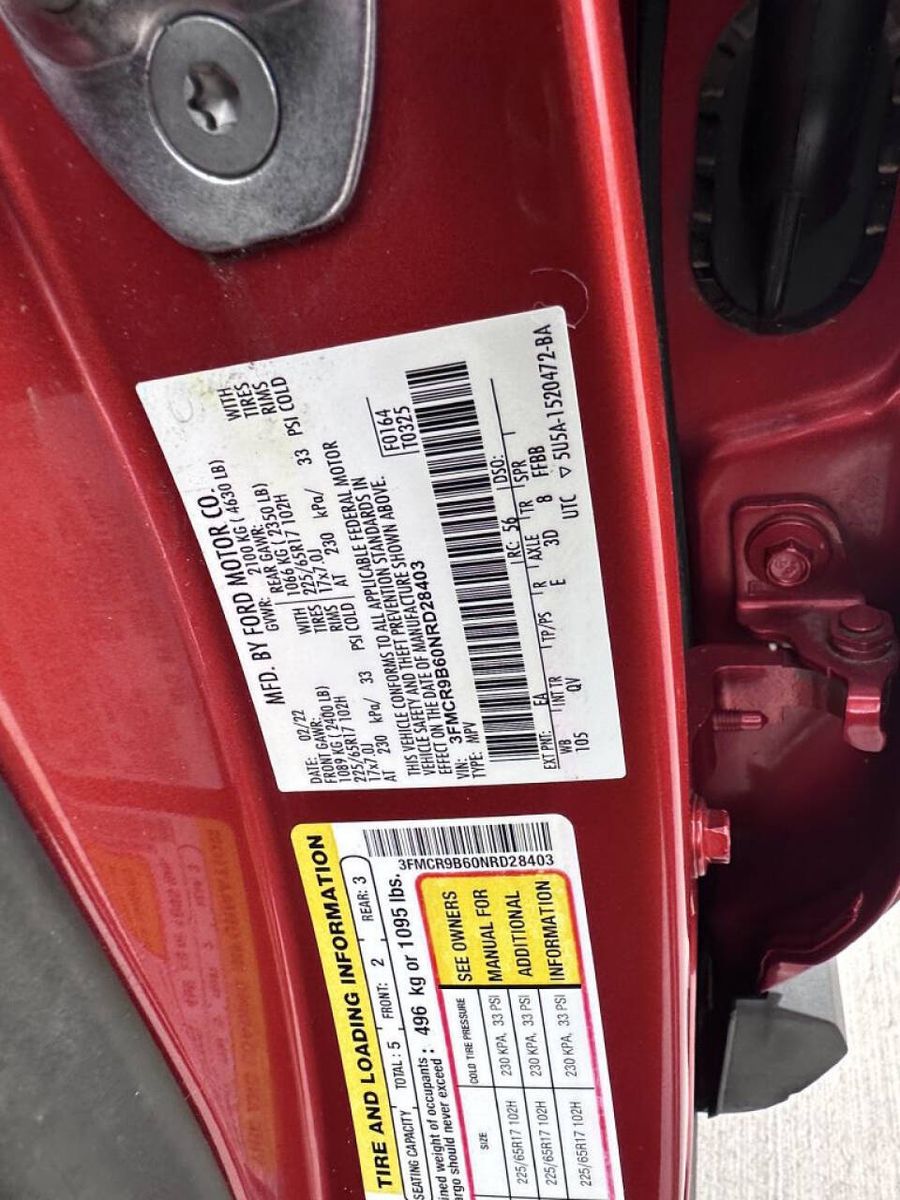 MFD. BY FORD MOTOR CO.
DATE: 02/22 GVWR: 2100 KG ( 4630 LB)
FRONT GAWR: REAR GAWR:
1089 KG ( 2400 LB) WITH 1066 KG ( 2350 LB) WITH
225/65R17 102H TIRES 225/65R17 102H TIRES
17x7.0J RIMS 17x7.0J RIMS
AT 230 kPa/ 33 PSI COLD AT 230 kPa/ 33 PSI COLD
THIS VEHICLE CONFORMS TO ALL APPLICABLE FEDERAL MOTOR
VEHICLE SAFETY AND THEFT PREVENTION STANDARDS IN
EFFECT ON THE DATE OF MANUFACTURE SHOWN ABOVE.
VIN: 3FMCR9B60NRD28403 F0164
TYPE: MPV T0325
EXT PNT: EA RC: 56 DSO:
WB INT TR TP/PS R AXLE TR SPR
105 QV E 3D 8 FFBB
UTC ▽ 5U5A-1520472-BA
TIRE AND LOADING INFORMATION
SEATING CAPACITY TOTAL : 5 FRONT: 2 REAR: 3
ined weight of occupants :
argo should never exceed 496 kg or 1095 lbs.
3FMCR9B60NRD28403
SIZE COLD TIRE PRESSURE
225/65R17 102H 230 KPA, 33 PSI
225/65R17 102H 230 KPA, 33 PSI
225/65R17 102H 230 KPA, 33 PSI
SEE OWNERS
MANUAL FOR
ADDITIONAL
INFORMATION